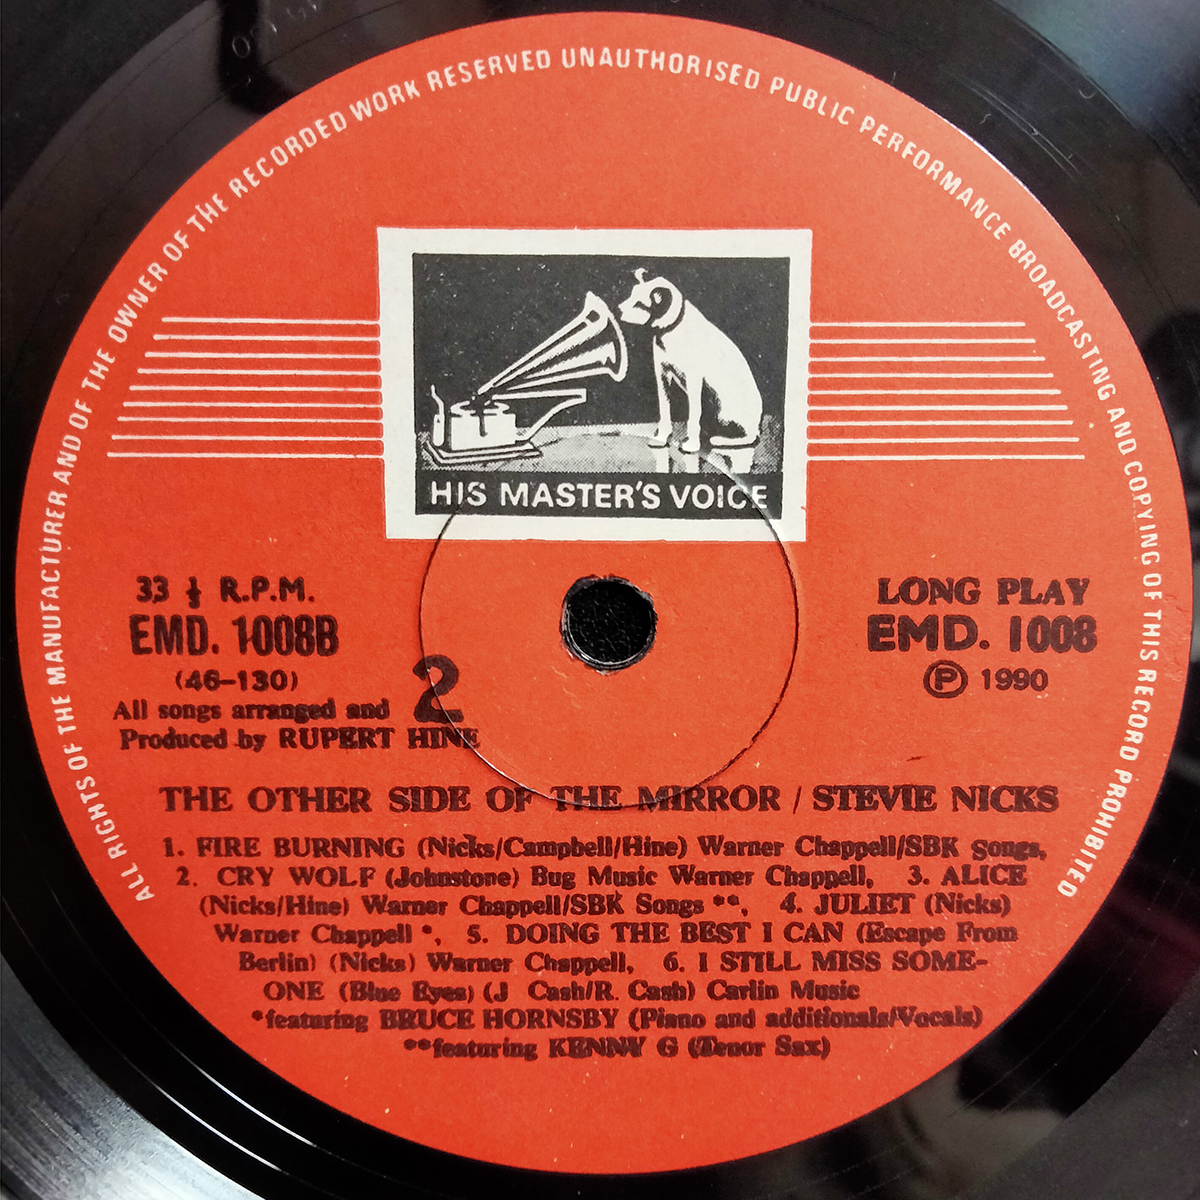 ALL RIGHTS OF THE MANUFACTURER AND OF THE OWNER OF THE RECORDED WORK RESERVED UNAUTHORISED PUBLIC PERFORMANCE BROADCASTING AND COPYING OF THIS RECORD PROHIBITED
HIS MASTER'S VOICE
33 ⅓ R.P.M.
EMD. 1008B
(46-130)
2
All songs arranged and
Produced by RUPERT HINE
LONG PLAY
EMD. 1008
Ⓟ 1990
THE OTHER SIDE OF THE MIRROR / STEVIE NICKS
1. FIRE BURNING (Nicks/Campbell/Hine) Warner Chappell/SBK Songs,
2. CRY WOLF (Johnstone) Bug Music Warner Chappell, 3. ALICE
(Nicks/Hine) Warner Chappell/SBK Songs **, 4. JULIET (Nicks)
Warner Chappell *, 5. DOING THE BEST I CAN (Escape From
Berlin) (Nicks) Warner Chappell, 6. I STILL MISS SOME-
ONE (Blue Eyes) (J Cash/R. Cash) Carlin Music
*featuring BRUCE HORNSBY (Piano and additionals/Vocals)
**featuring KENNY G (Tenor Sax)